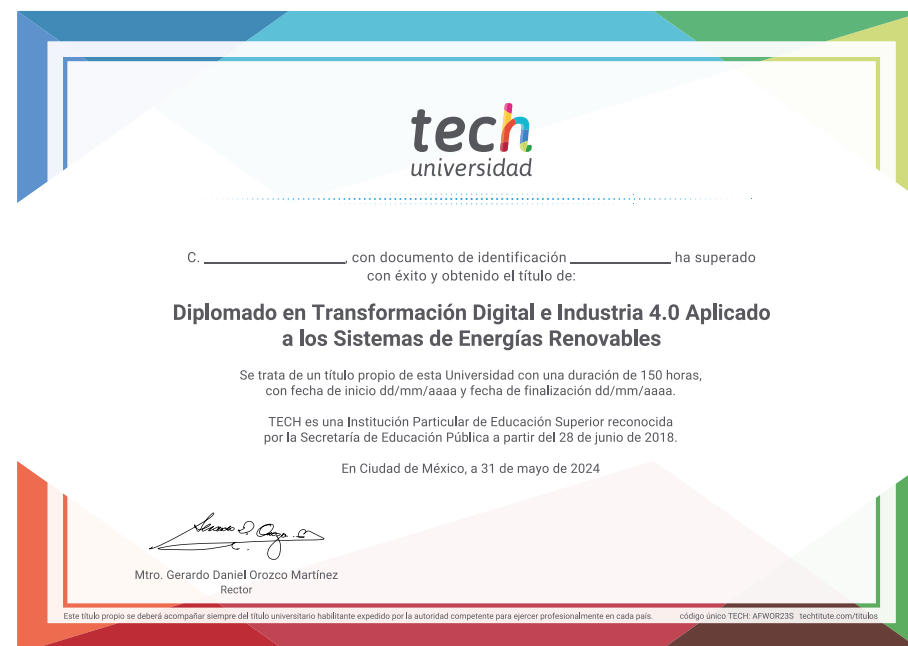 tech
universidad
C. ____________, con documento de identificación ____________ ha superado
con éxito y obtenido el título de:
Diplomado en Transformación Digital e Industria 4.0 Aplicado
a los Sistemas de Energías Renovables
Se trata de un título propio de esta Universidad con una duración de 150 horas,
con fecha de inicio dd/mm/aaaa y fecha de finalización dd/mm/aaaa.
TECH es una Institución Particular de Educación Superior reconocida
por la Secretaría de Educación Pública a partir del 28 de junio de 2018.
En Ciudad de México, a 31 de mayo de 2024
Mtro. Gerardo Daniel Orozco Martínez
Rector
Este título propio se deberá acompañar siempre del título universitario habilitante expedido por la autoridad competente para ejercer profesionalmente en cada país. código único TECH: AFWOR23S techtitute.com/titulos